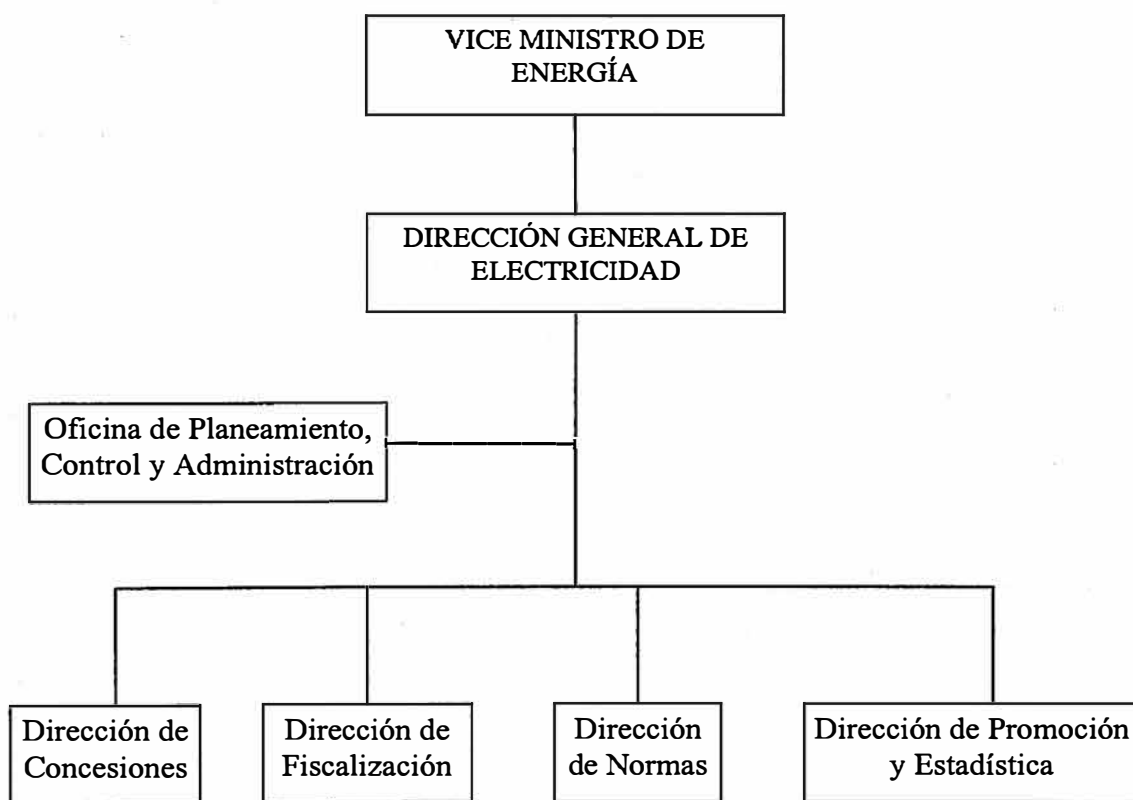 VICE MINISTRO DE
ENERGÍA
DIRECCIÓN GENERAL DE
ELECTRICIDAD
Oficina de Planeamiento,
Control y Administración
Dirección de
Concesiones
Dirección de
Fiscalización
Dirección
de Normas
Dirección de Promoción
y Estadística